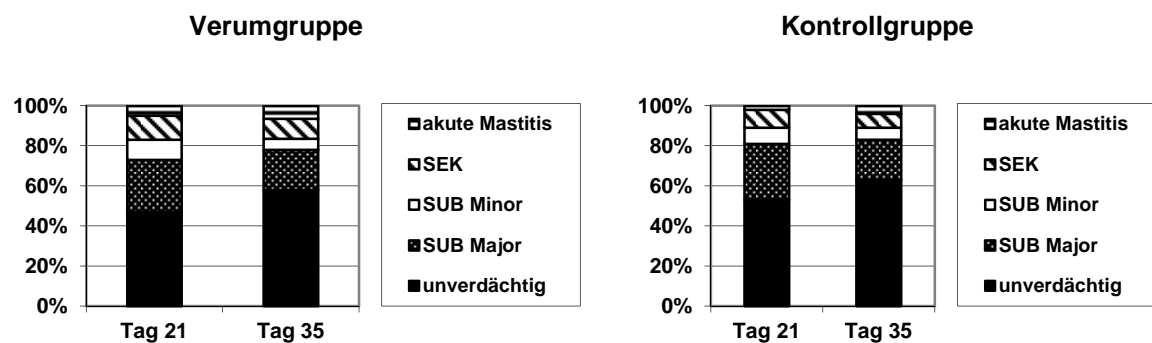 Verumgruppe
100%
80%
60%
40%
20%
0%
Tag 21
Tag 35
akute Mastitis
SEK
SUB Minor
SUB Major
unverdächtig
Kontrollgruppe
100%
80%
60%
40%
20%
0%
Tag 21
Tag 35
akute Mastitis
SEK
SUB Minor
SUB Major
unverdächtig